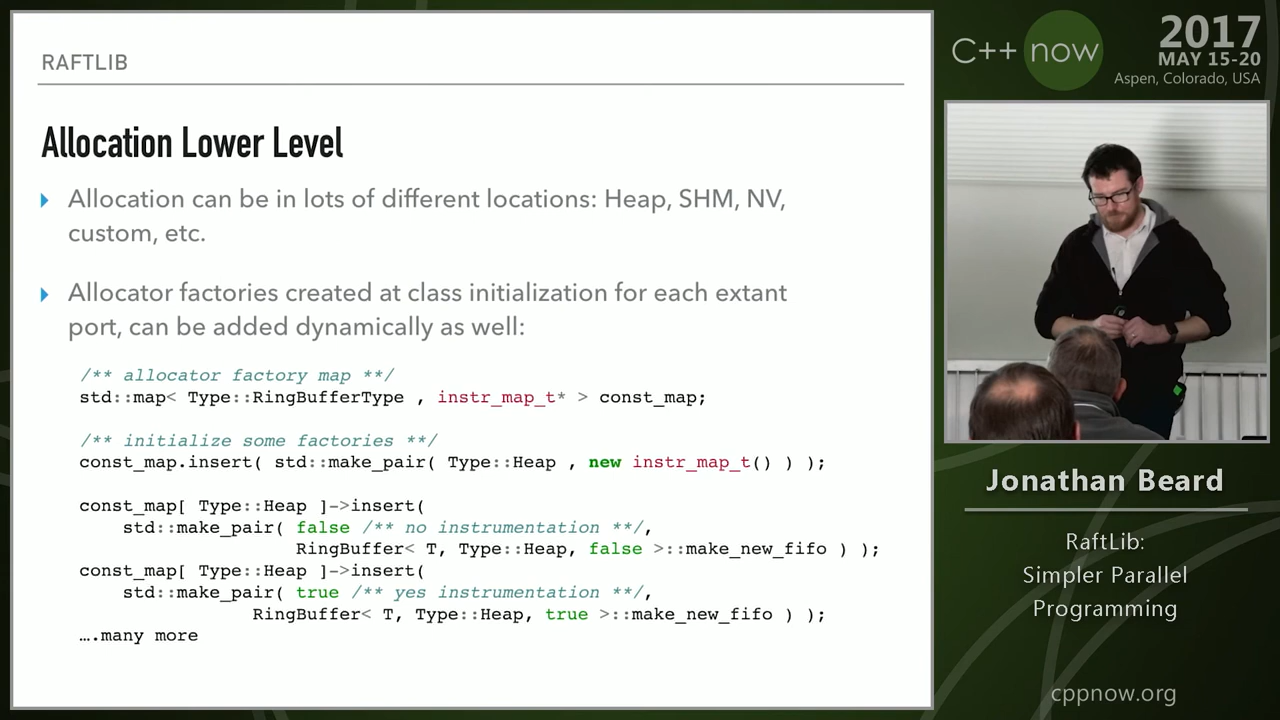 RAFTLIB
Allocation Lower Level
Allocation can be in lots of different locations: Heap, SHM, NV,
custom, etc.
Allocator factories created at class initialization for each extant
port, can be added dynamically as well:
/** allocator factory map **/
std::map< Type::RingBufferType , instr_map_t* > const_map;
/** initialize some factories **/
const_map.insert( std::make_pair( Type::Heap , new instr_map_t() ) );
const_map[ Type::Heap ]->insert(
std::make_pair( false /** no instrumentation **/,
RingBuffer< T, Type::Heap, false >::make_new_fifo ) );
const_map[ Type::Heap ]->insert(
std::make_pair( true /** yes instrumentation **/,
RingBuffer< T, Type::Heap, true >::make_new_fifo ) );
….many more
C++ now
2017
MAY 15-20
Aspen, Colorado, USA
Jonathan Beard
RaftLib:
Simpler Parallel
Programming
cppnow.org